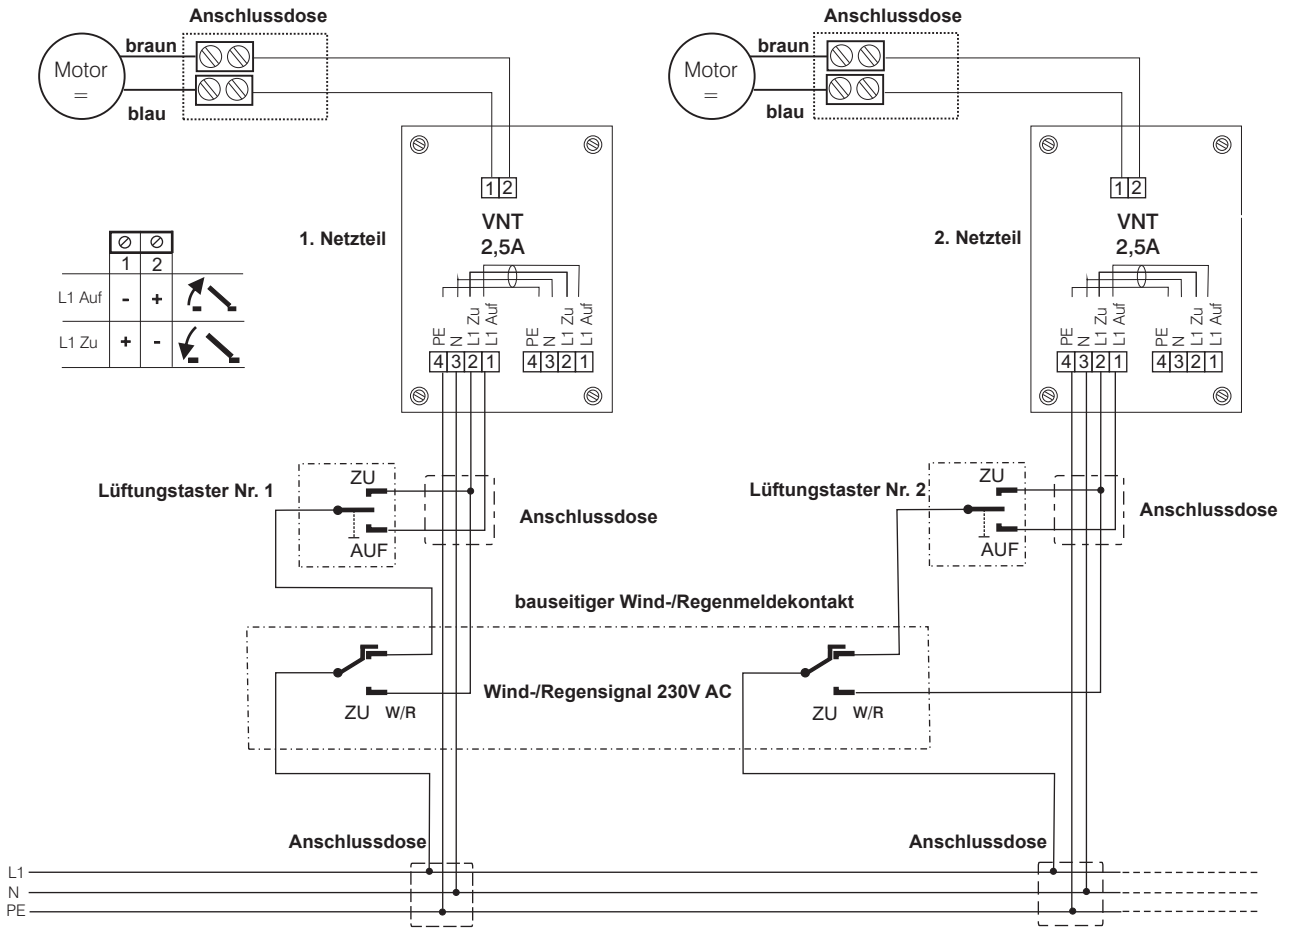 Anschlussdose
braun
Motor
=
blau
Anschlussdose
braun
Motor
=
blau
1 2
VNT
2,5A
1. Netzteil
PE
N
L1 Zu
L1 Auf
PE
N
L1 Zu
L1 Auf
4 3 2 1
4 3 2 1
1 2
VNT
2,5A
2. Netzteil
PE
N
L1 Zu
L1 Auf
PE
N
L1 Zu
L1 Auf
4 3 2 1
4 3 2 1
1 2
L1 Auf - +
L1 Zu + -
Lüftungstaster Nr. 1
ZU
AUF
Anschlussdose
Lüftungstaster Nr. 2
ZU
AUF
Anschlussdose
bauseitiger Wind-/Regenmeldekontakt
Wind-/Regensignal 230V AC
ZU W/R
ZU W/R
Anschlussdose
Anschlussdose
L1
N
PE